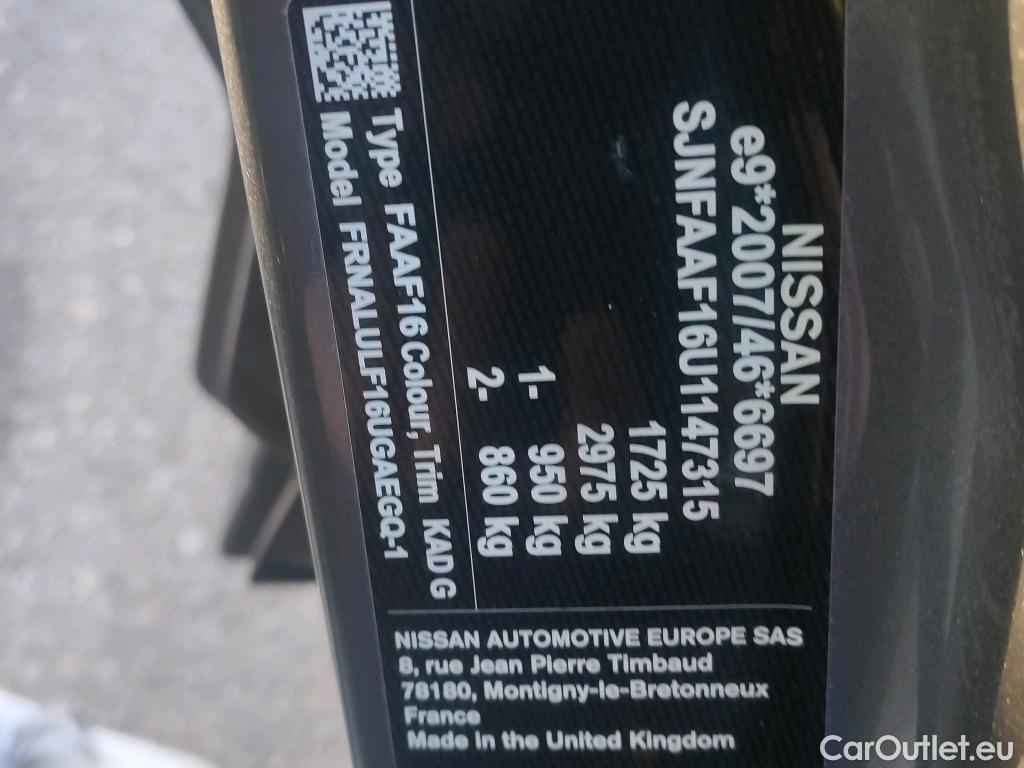 NISSAN
e9*2007/46*6697
SJNFAAF16U1147315
1725 kg
2975 kg
1- 950 kg
2- 860 kg
Type FAAF16 Colour, Trim KAD G
Model FRNALULF16UGAEGQ-1
NISSAN AUTOMOTIVE EUROPE SAS
8, rue Jean Pierre Timbaud
78180, Montigny-le-Bretonneux
France
Made in the United Kingdom
CarOutlet.eu